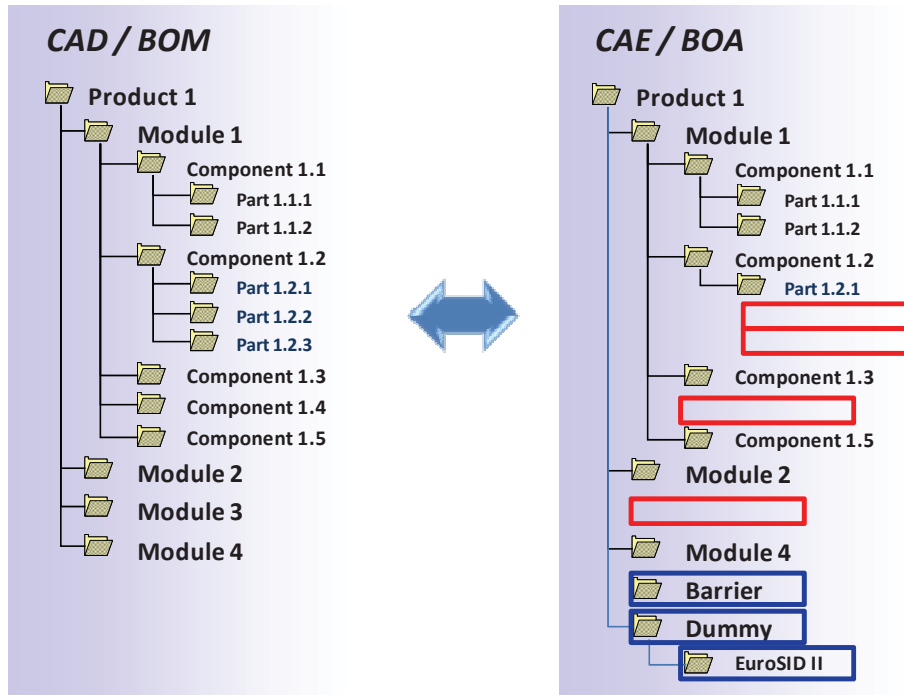 CAD / BOM
Product 1
Module 1
Component 1.1
Part 1.1.1
Part 1.1.2
Component 1.2
Part 1.2.1
Part 1.2.2
Part 1.2.3
Component 1.3
Component 1.4
Component 1.5
Module 2
Module 3
Module 4
CAE / BOA
Product 1
Module 1
Component 1.1
Part 1.1.1
Part 1.1.2
Component 1.2
Part 1.2.1
Component 1.3
Component 1.5
Module 2
Module 4
Barrier
Dummy
EuroSID II